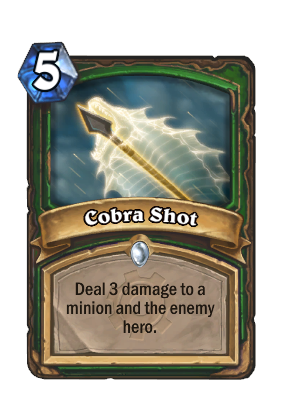 5
Cobra Shot
Deal 3 damage to a
minion and the enemy
hero.